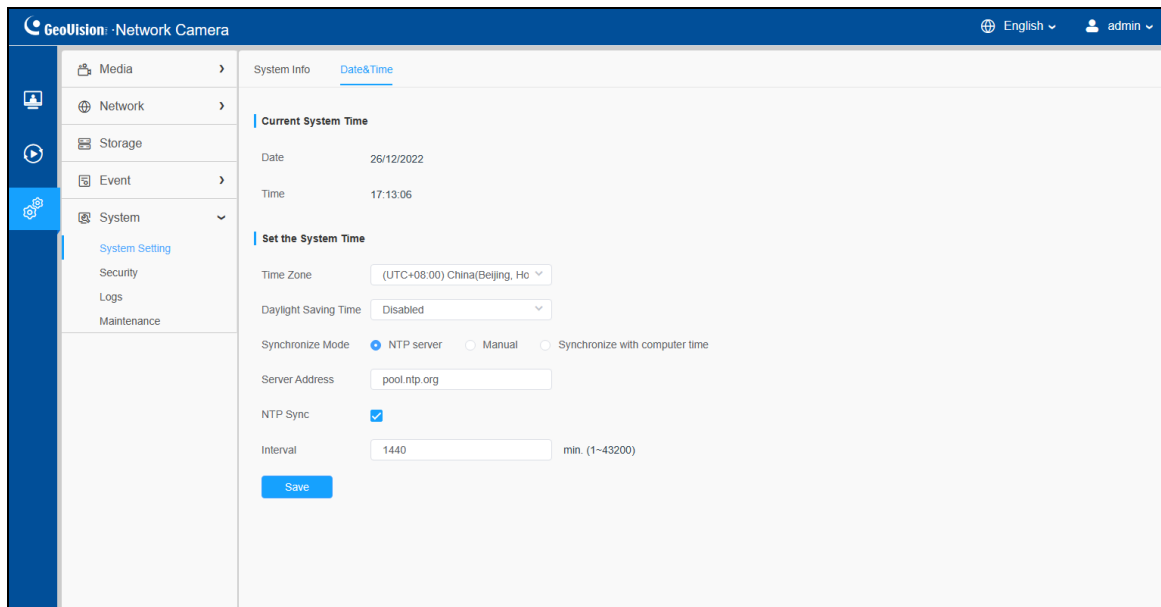 GeoVision: ·Network Camera
English
admin
Media
Network
Storage
Event
System
System Setting
Security
Logs
Maintenance
System Info
Date&Time
Current System Time
Date 26/12/2022
Time 17:13:06
Set the System Time
Time Zone (UTC+08:00) China(Beijing, Ho
Daylight Saving Time Disabled
Synchronize Mode NTP server Manual Synchronize with computer time
Server Address pool.ntp.org
NTP Sync
Interval 1440 min. (1~43200)
Save